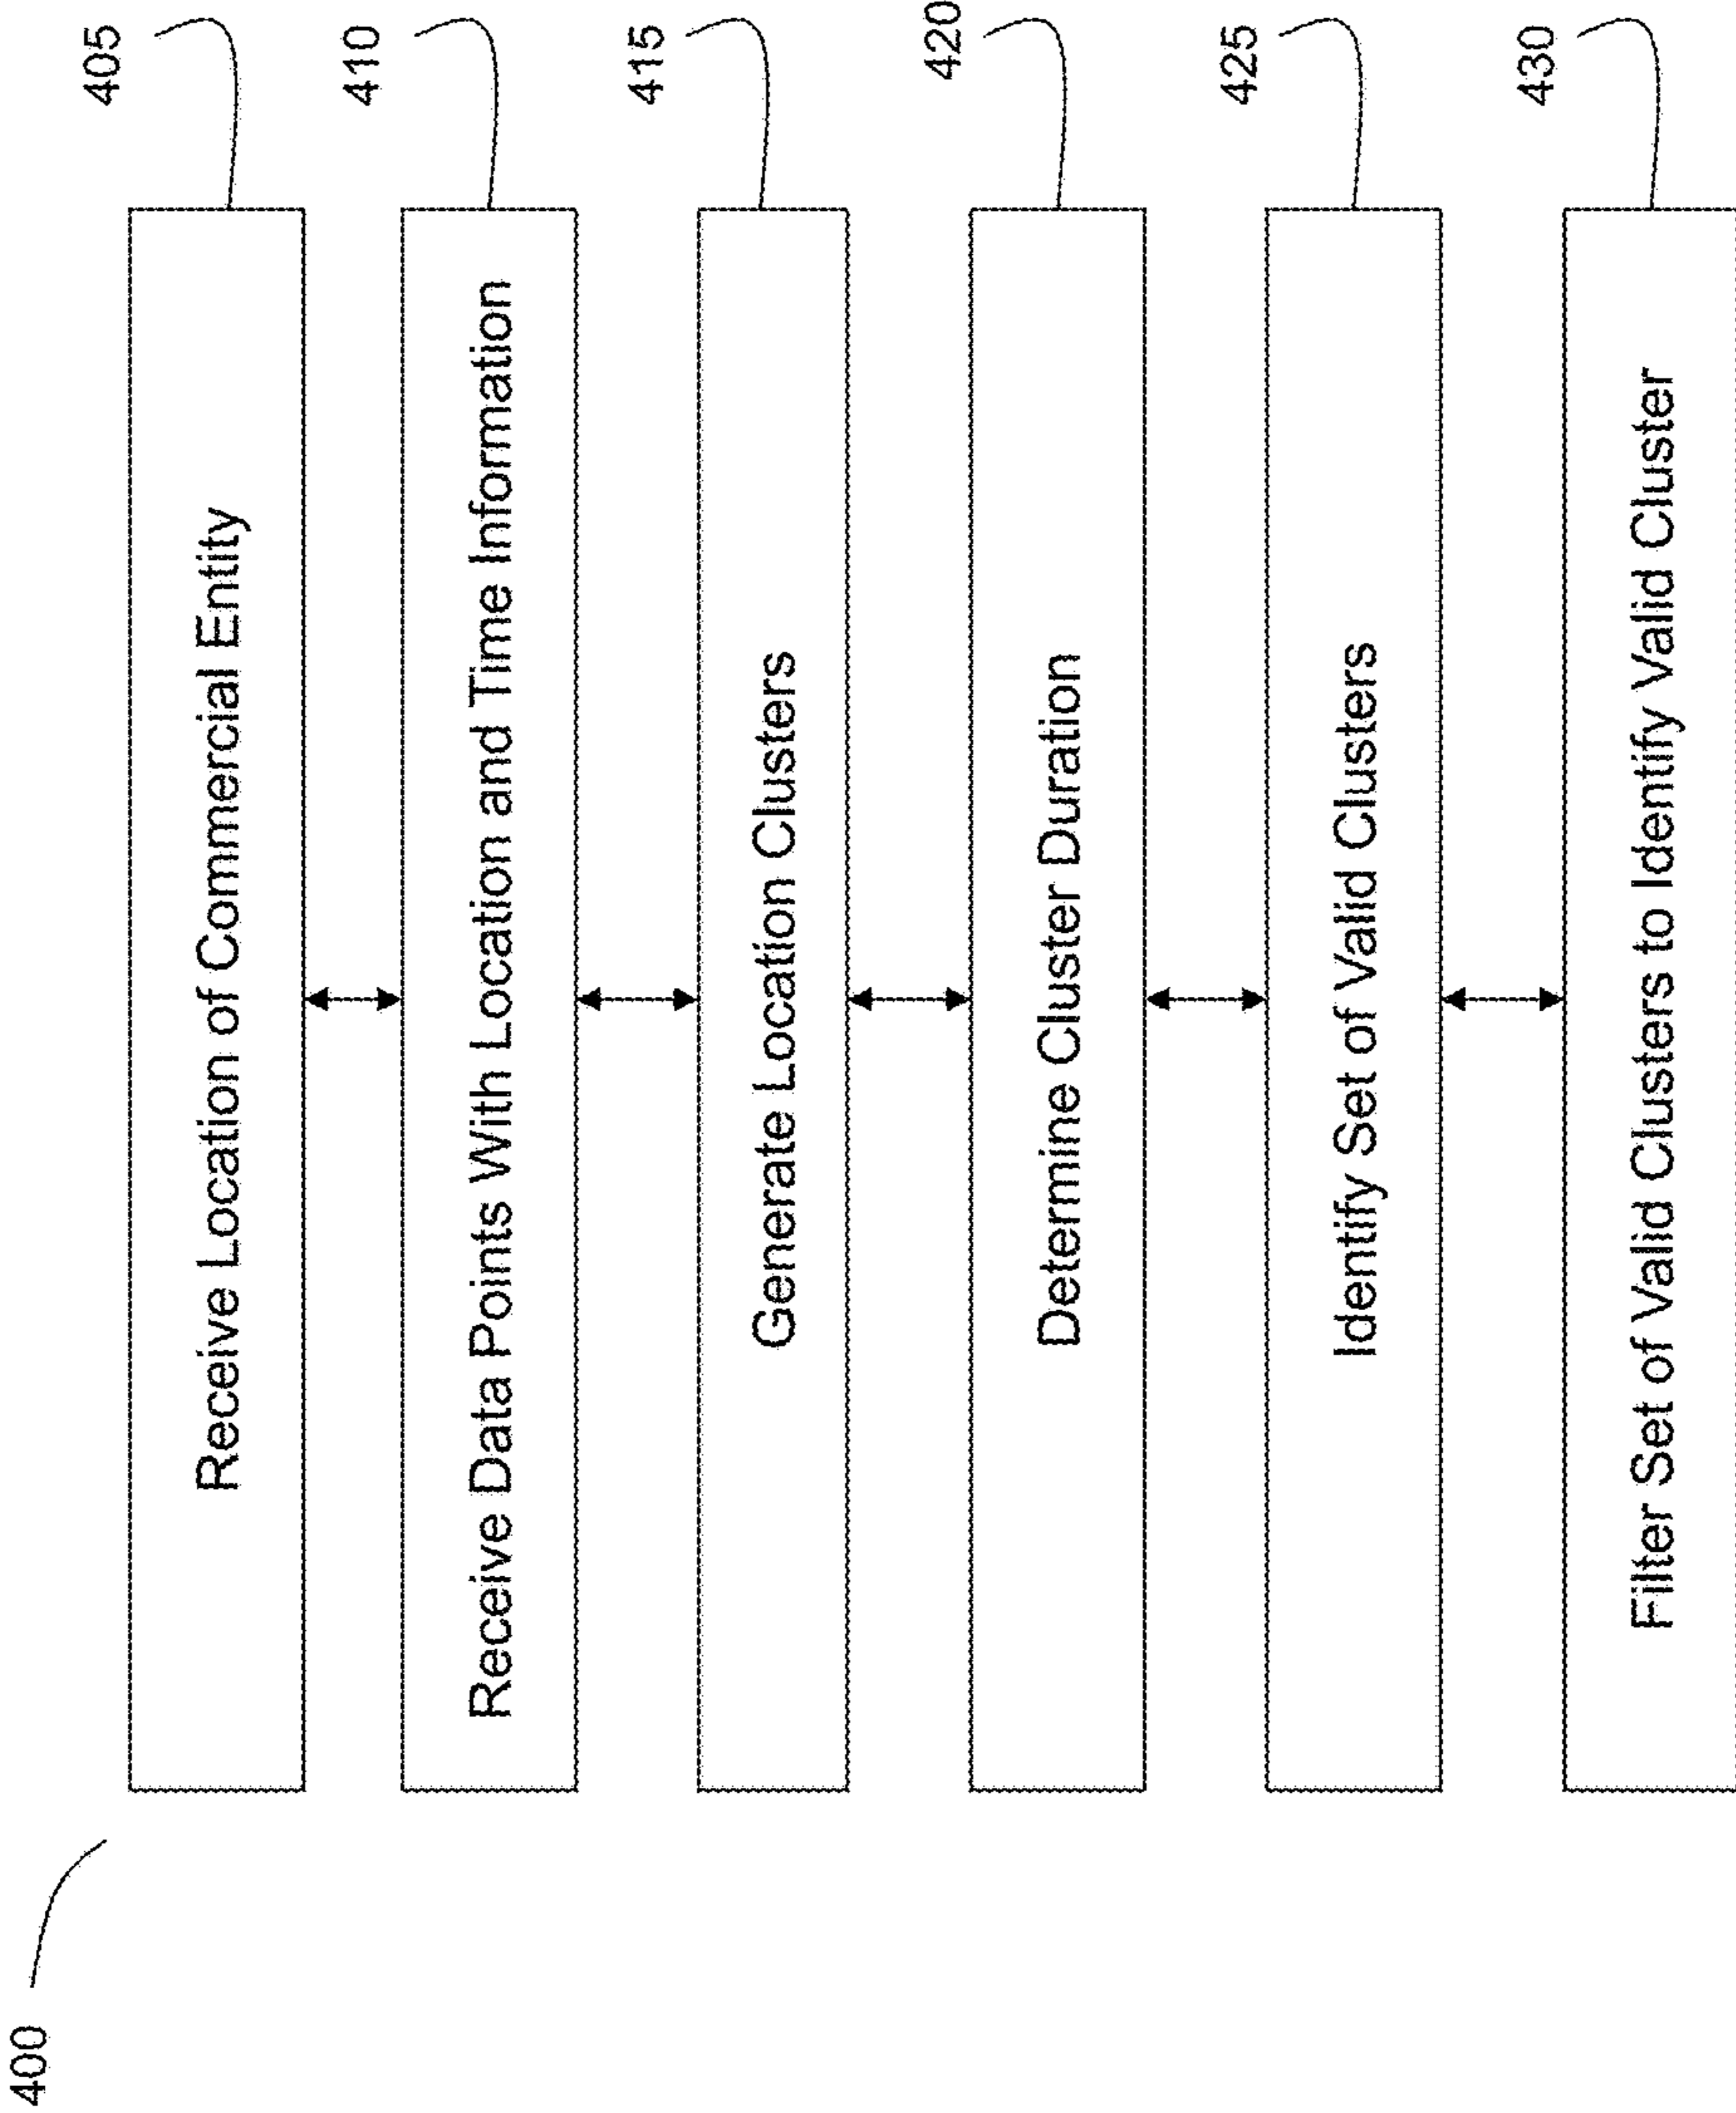 400
Receive Location of Commercial Entity
405
Receive Data Points With Location and Time Information
410
Generate Location Clusters
415
Determine Cluster Duration
420
Identify Set of Valid Clusters
425
Filter Set of Valid Clusters to Identify Valid Cluster
430